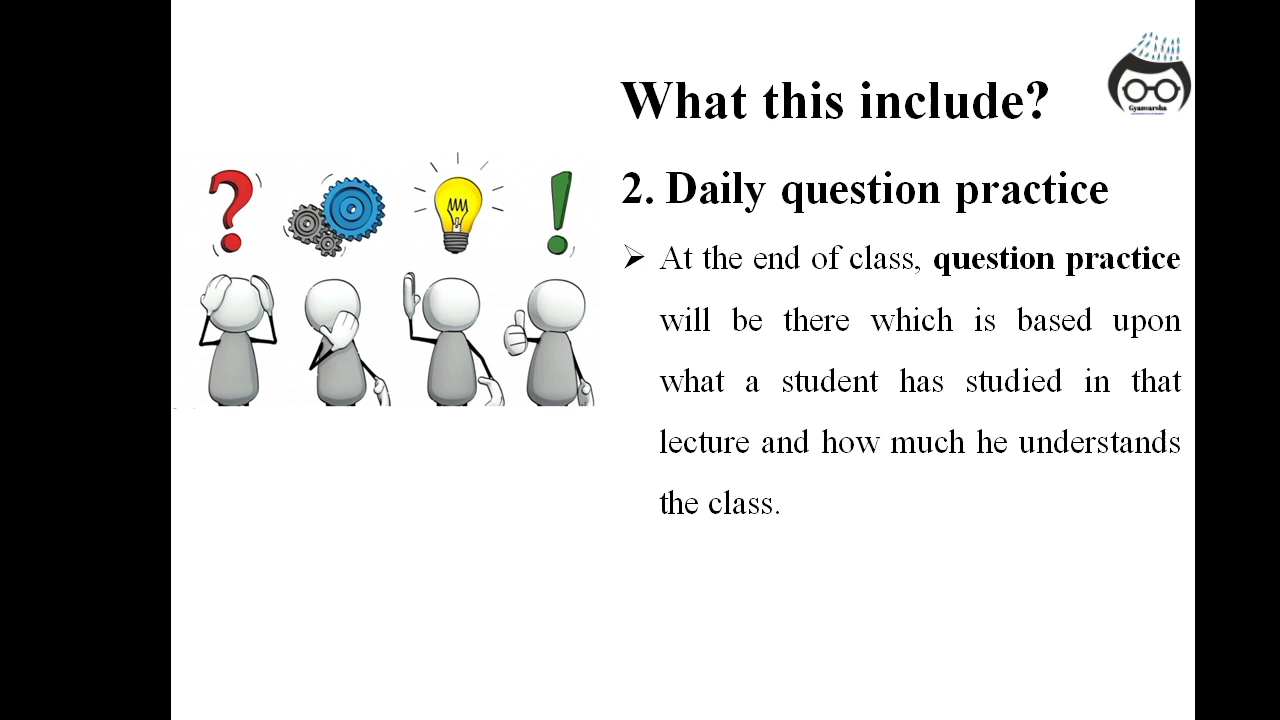 What this include?
Gyanvarsha
2. Daily question practice
➢ At the end of class, question practice
will be there which is based upon
what a student has studied in that
lecture and how much he understands
the class.